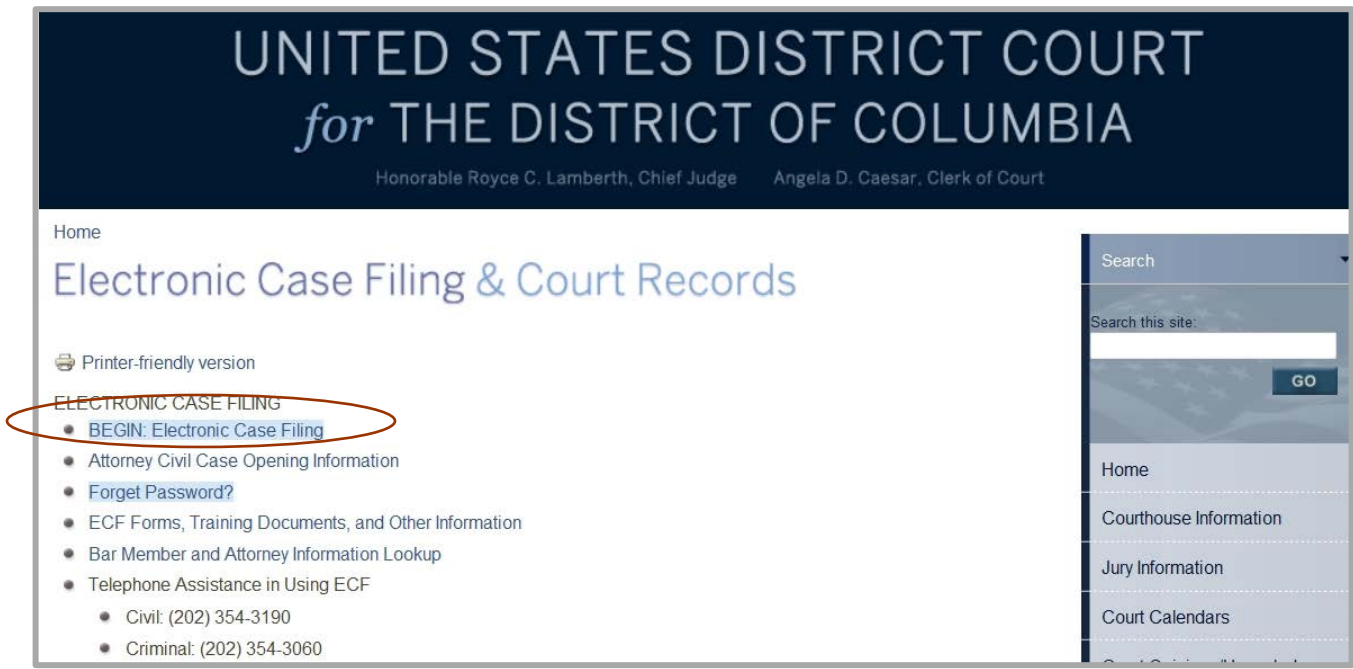 UNITED STATES DISTRICT COURT
for THE DISTRICT OF COLUMBIA
Honorable Royce C. Lamberth, Chief Judge Angela D. Caesar, Clerk of Court
Home
Electronic Case Filing & Court Records
Printer-friendly version
ELECTRONIC CASE FILING
BEGIN: Electronic Case Filing
Attorney Civil Case Opening Information
Forget Password?
ECF Forms, Training Documents, and Other Information
Bar Member and Attorney Information Lookup
Telephone Assistance in Using ECF
Civil: (202) 354-3190
Criminal: (202) 354-3060
Search
Search this site:
GO
Home
Courthouse Information
Jury Information
Court Calendars